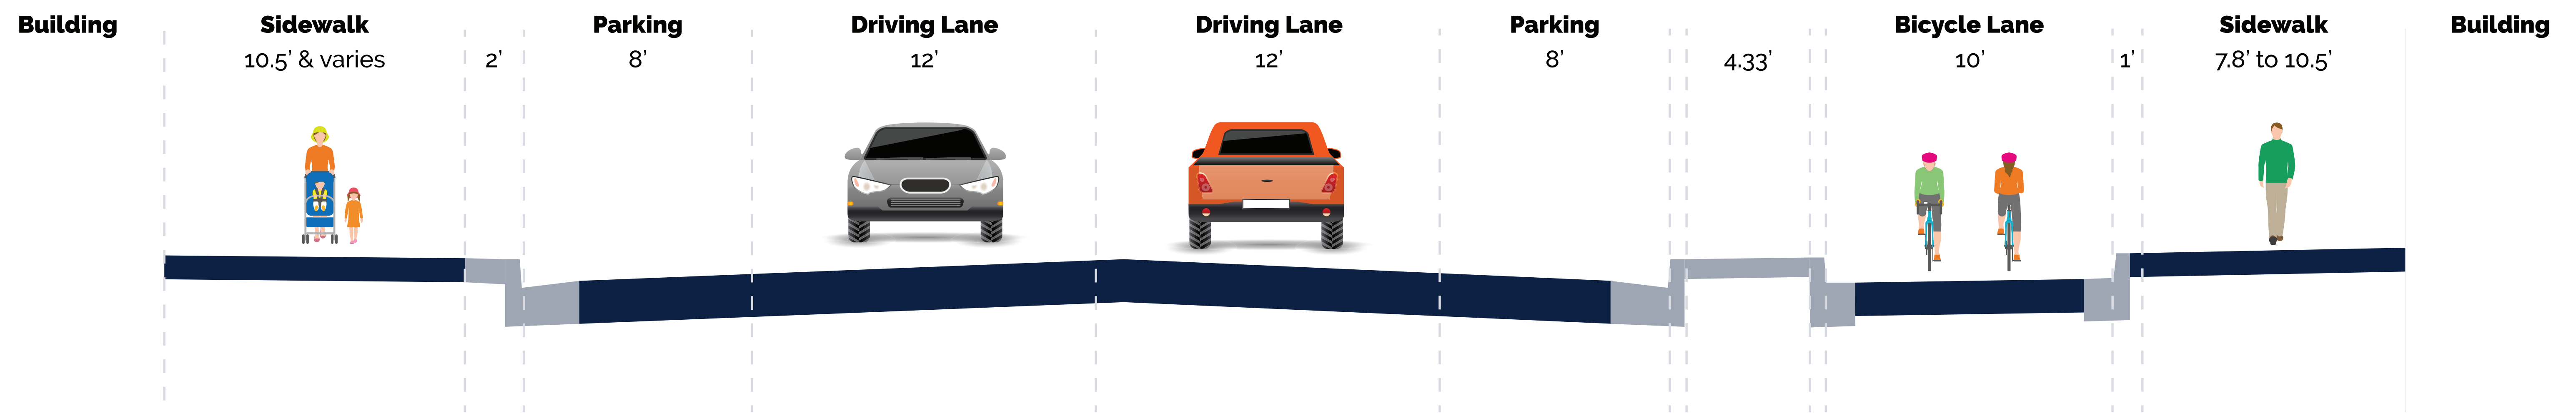 Building Sidewalk Parking Driving Lane Driving Lane Parking Bicycle Lane Sidewalk Building
10.5’ & varies 2’ 8’ 12’ 12’ 8’ 4.33’ 10’ 1’ 7.8’ to 10.5’